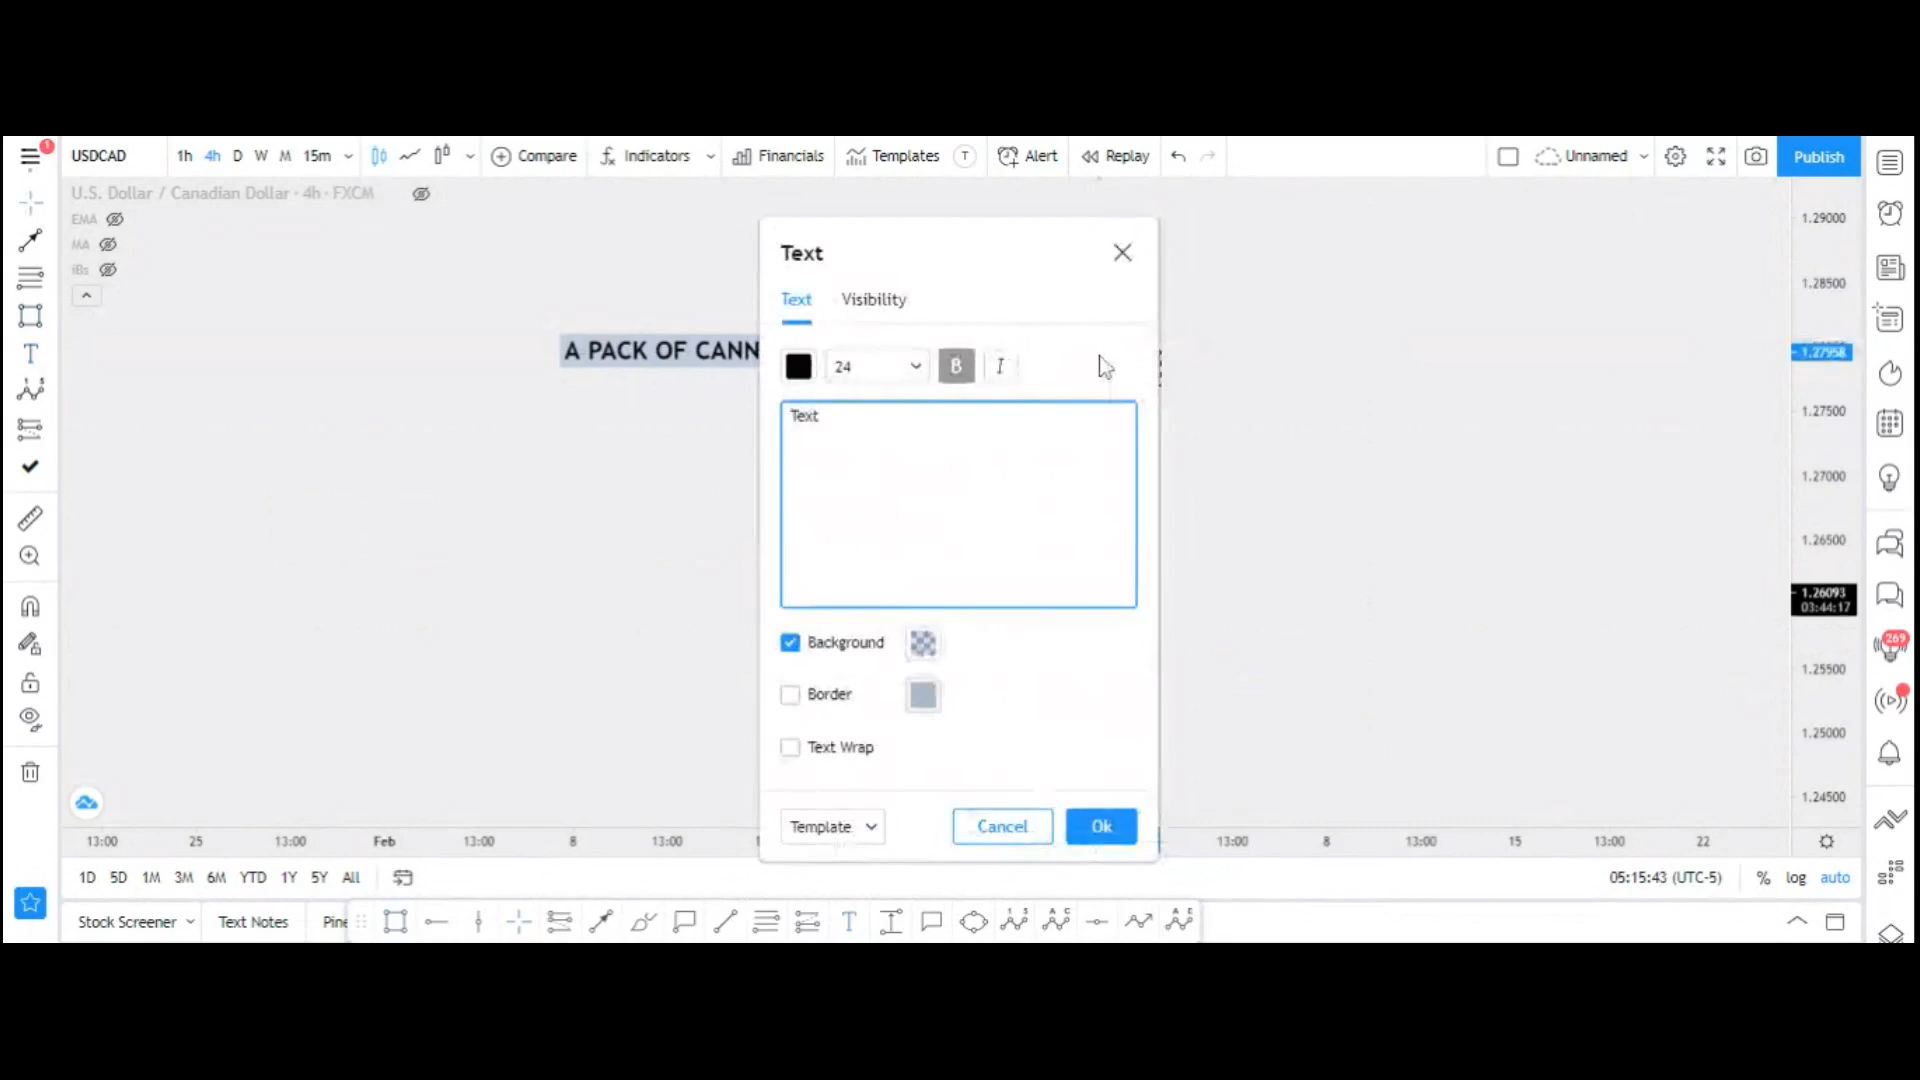 1
USDCAD 1h 4h D W M 15m Compare Indicators Financials Templates T Alert Replay Unnamed Publish
U.S. Dollar / Canadian Dollar · 4h · FXCM
EMA
MA
iBs
A PACK OF CANN
Text
Text Visibility
24 B I
Text
Background
Border
Text Wrap
Template Cancel Ok
1.29000
1.28500
1.27958
1.27500
1.27000
1.26500
1.26093
03:44:17
1.25500
1.25000
1.24500
269
13:00 25 13:00 Feb 13:00 8 13:00 13:00 8 13:00 15 13:00 22
1D 5D 1M 3M 6M YTD 1Y 5Y All 05:15:43 (UTC-5) % log auto
Stock Screener Text Notes Pine T